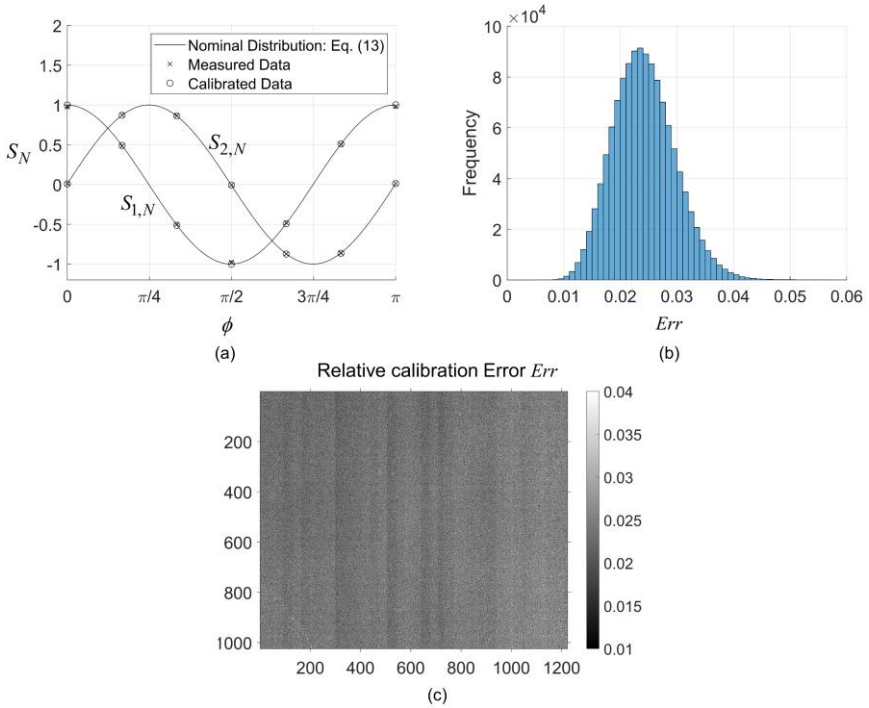 2
1.5
1
0.5
0
-0.5
-1
S_N
Nominal Distribution: Eq. (13)
Measured Data
Calibrated Data
S_{2,N}
S_{1,N}
0 π/4 π/2 3π/4 π
ϕ
(a)
×10^4
10
8
6
4
2
0
Frequency
0 0.01 0.02 0.03 0.04 0.05 0.06
Err
(b)
Relative calibration Error Err
200
400
600
800
1000
200 400 600 800 1000 1200
0.04
0.035
0.03
0.025
0.02
0.015
0.01
(c)